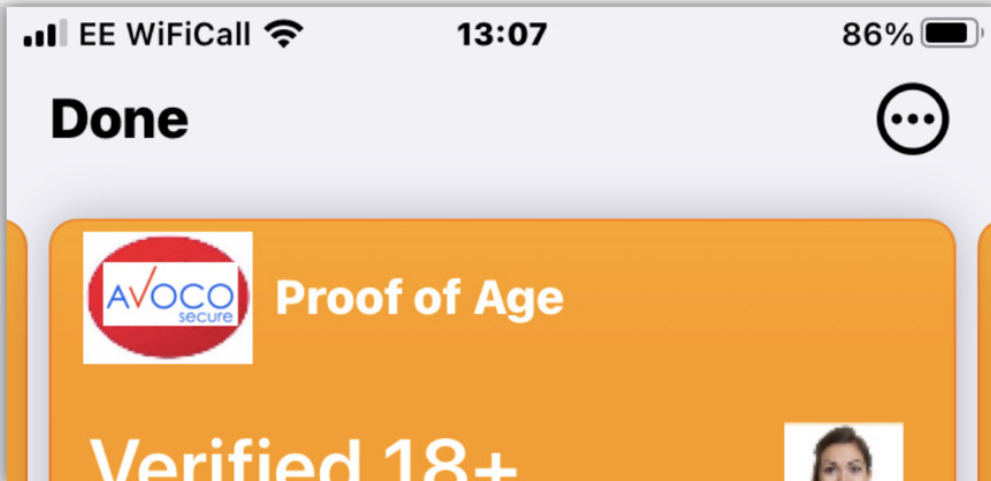 EE WiFiCall 13:07 86%
Done
AVOCO
secure
Proof of Age
Verified 18+